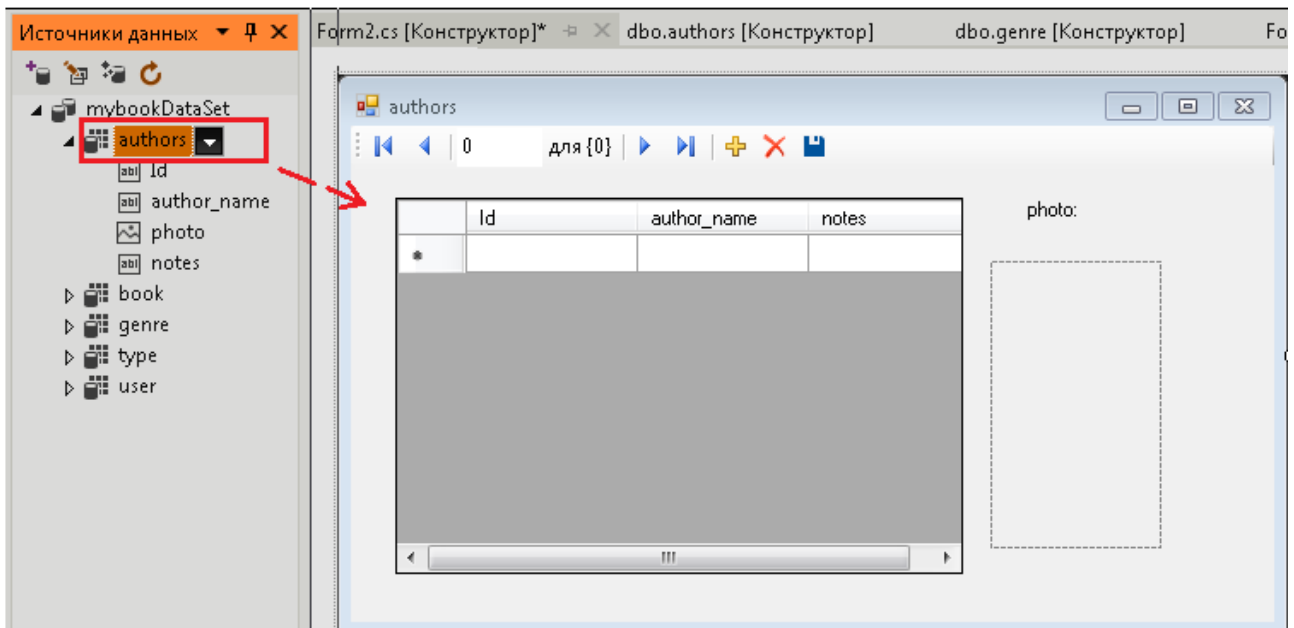 Источники данных
Form2.cs [Конструктор]* dbo.authors [Конструктор] dbo.genre [Конструктор] Fo
mybookDataSet
authors
Id
author_name
photo
notes
book
genre
type
user
authors
0 для {0}
Id author_name notes
photo: